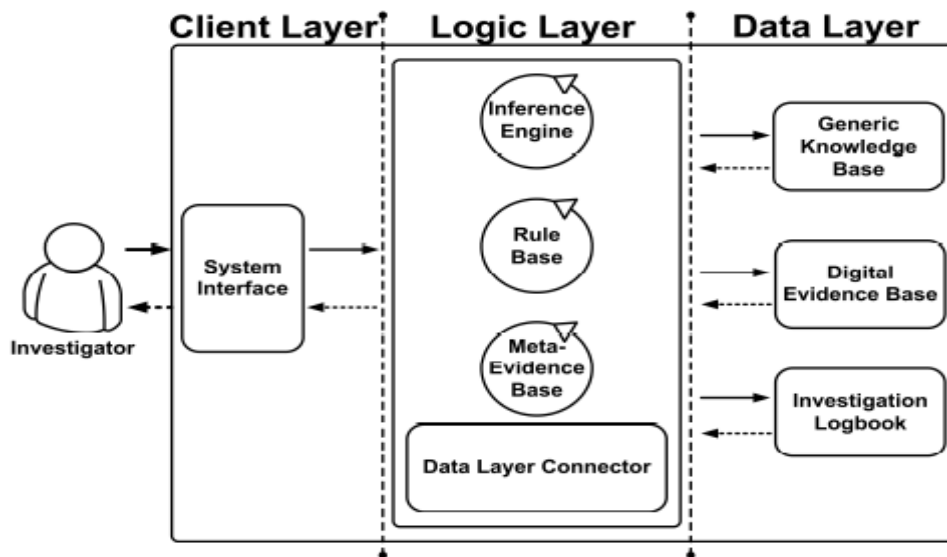 Client Layer
Logic Layer
Data Layer
Investigator
System
Interface
Inference
Engine
Rule
Base
Meta-
Evidence
Base
Data Layer Connector
Generic
Knowledge
Base
Digital
Evidence Base
Investigation
Logbook